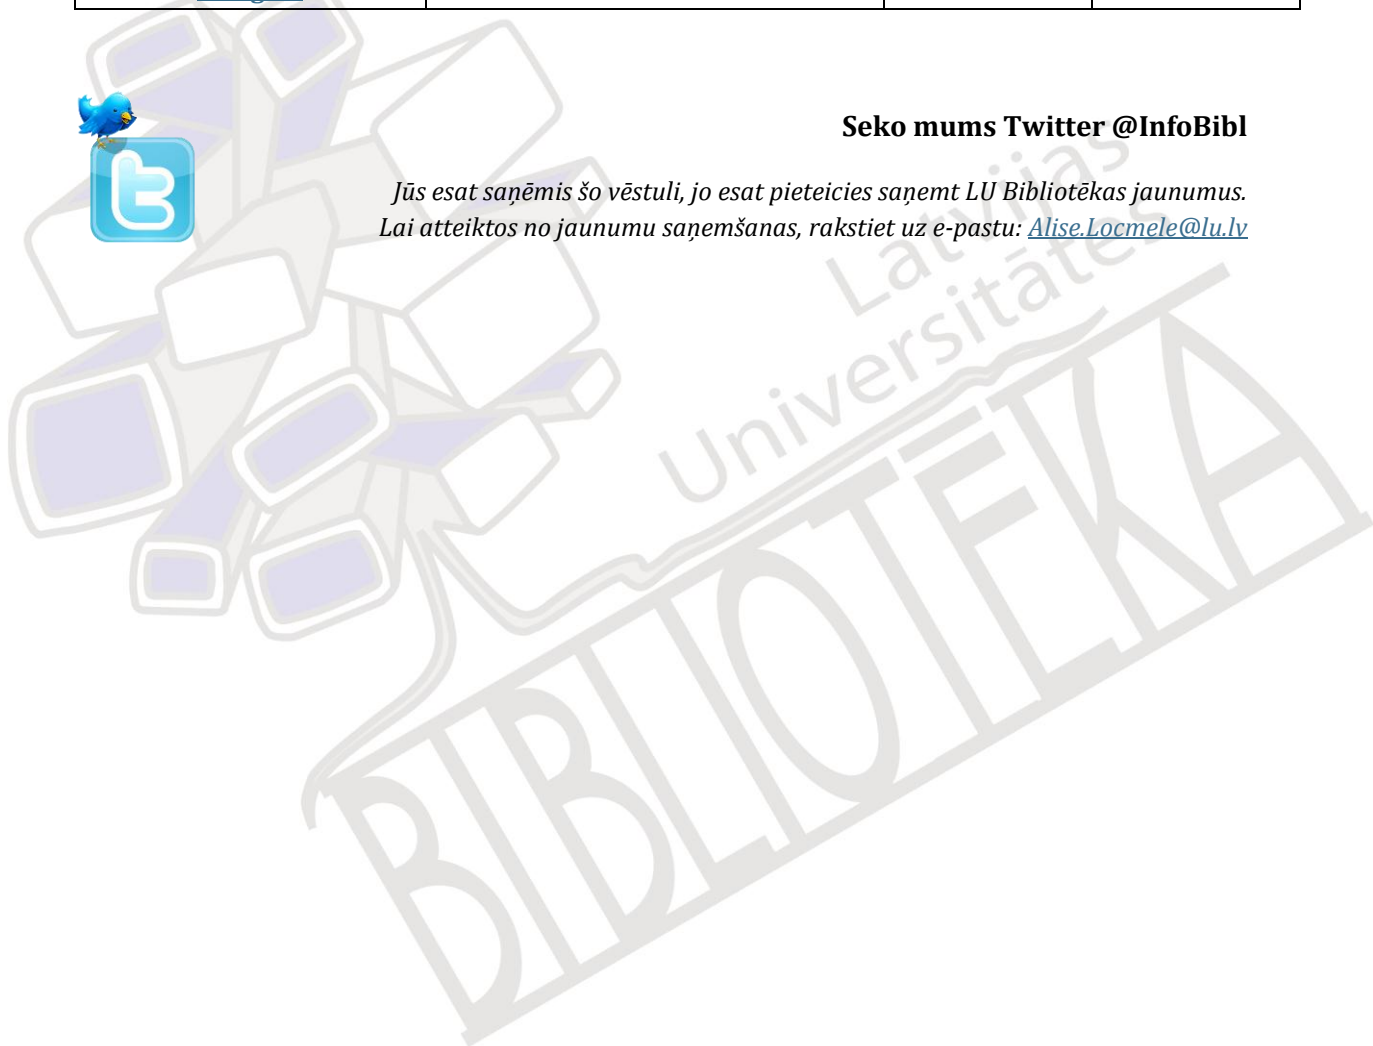 Seko mums Twitter @InfoBibl
Jūs esat saņēmis šo vēstuli, jo esat pieteicies saņemt LU Bibliotēkas jaunumus.
Lai atteiktos no jaunumu saņemšanas, rakstiet uz e-pastu: Alise.Locmele@lu.lv
Latvijas
Universitātes
BIBLIOTĒKA